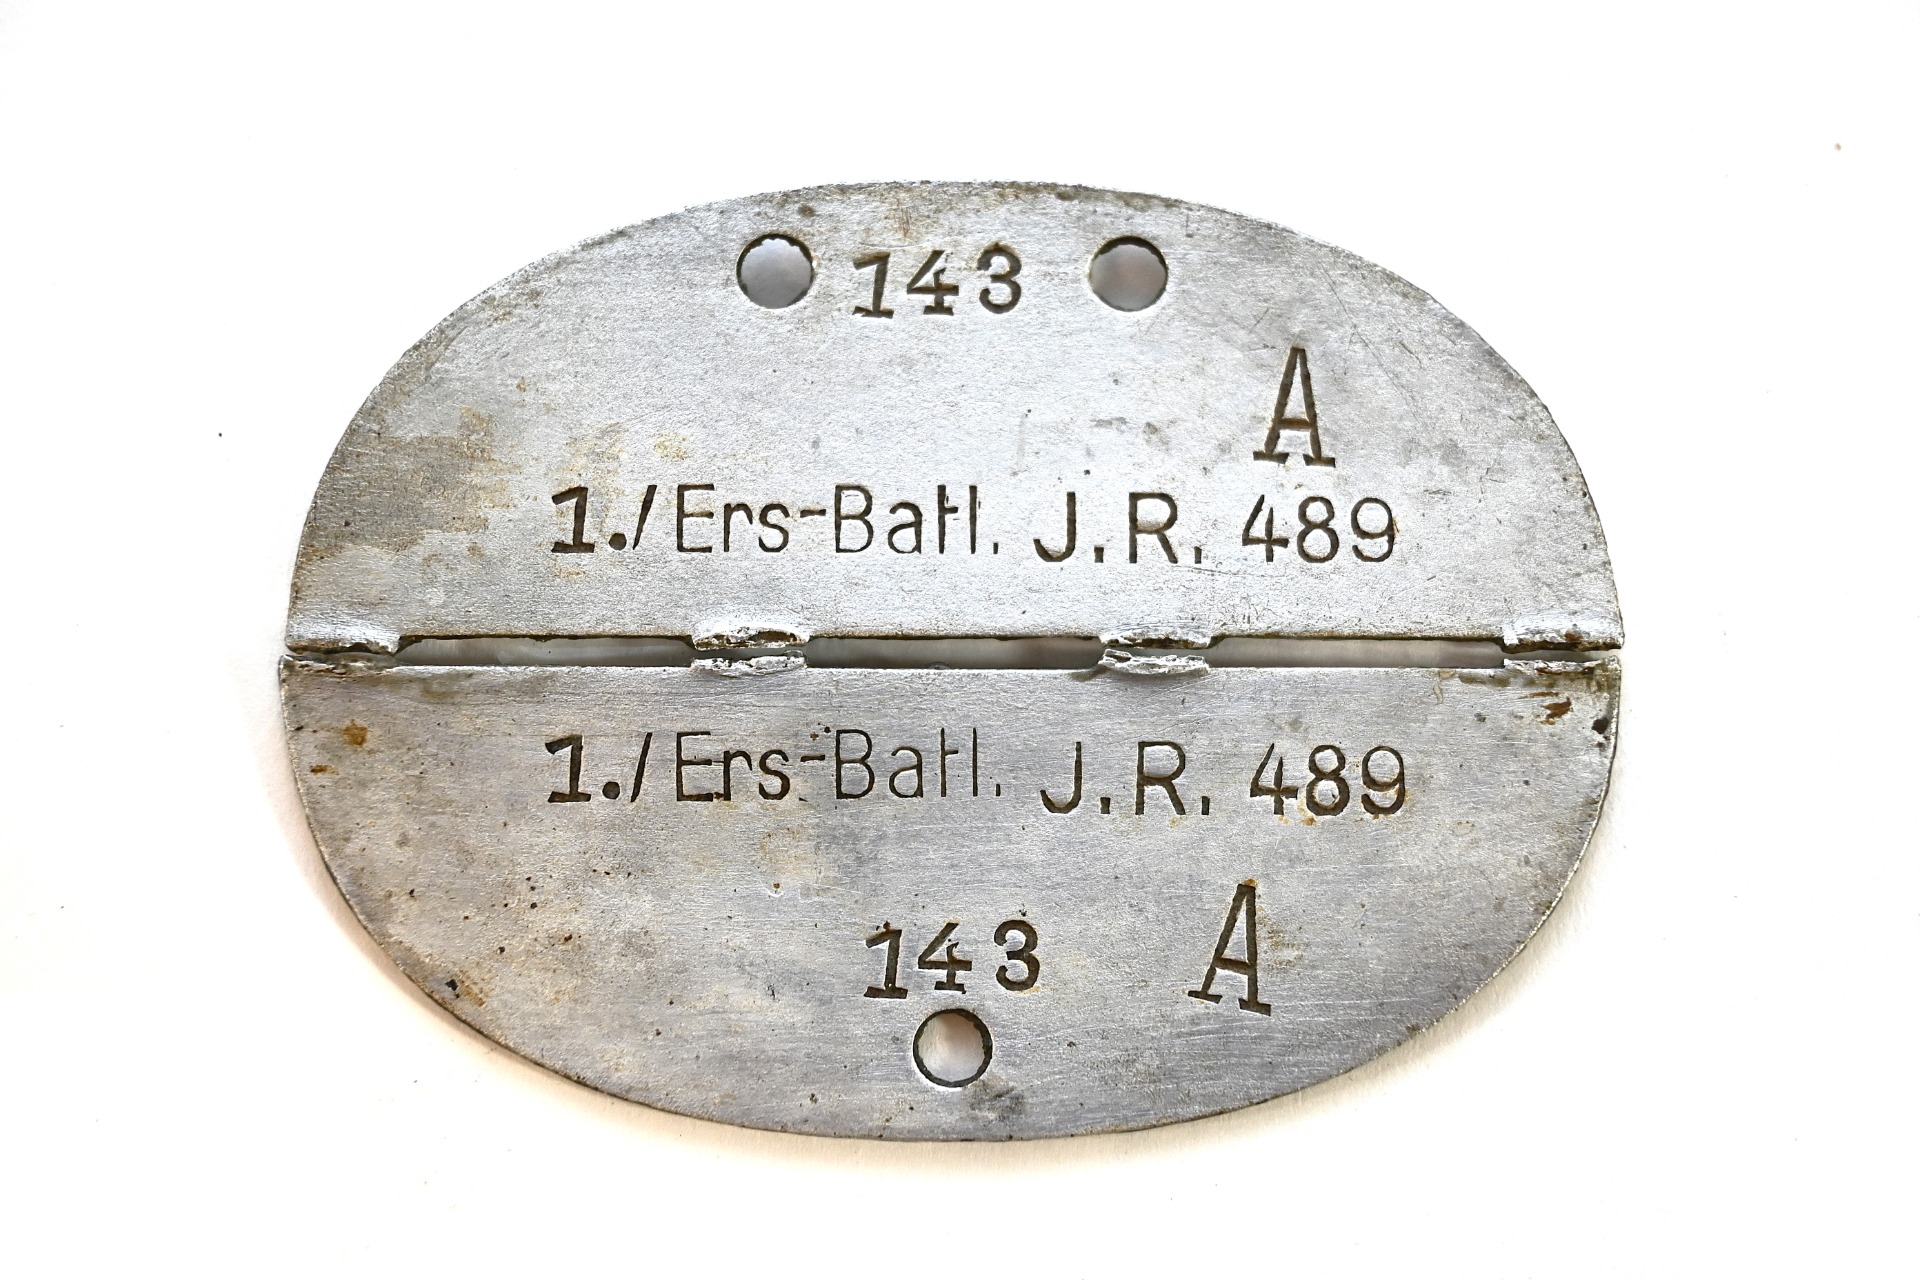 143
A
1./Ers-Batl. J.R. 489
1./Ers-Batl. J.R. 489
143 A